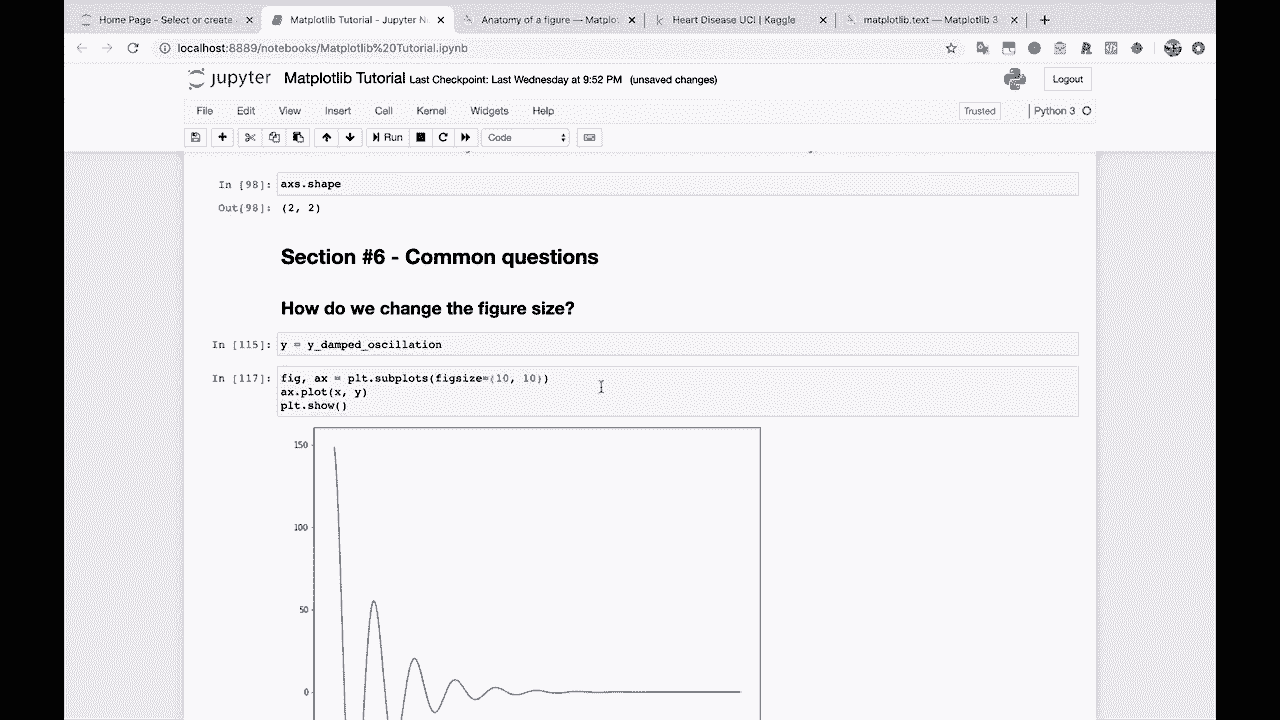 Home Page - Select or create
Matplotlib Tutorial - Jupyter N
Anatomy of a figure — Matplo
Heart Disease UCI | Kaggle
matplotlib.text — Matplotlib 3
localhost:8889/notebooks/Matplotlib%20Tutorial.ipynb
jupyter Matplotlib Tutorial Last Checkpoint: Last Wednesday at 9:52 PM (unsaved changes)
Logout
File Edit View Insert Cell Kernel Widgets Help
Trusted
Python 3
Run
Code
In [98]: axs.shape
Out[98]: (2, 2)
Section #6 - Common questions
How do we change the figure size?
In [115]: y = y_damped_oscillation
In [117]: fig, ax = plt.subplots(figsize=(10, 10))
ax.plot(x, y)
plt.show()
150
100
50
0